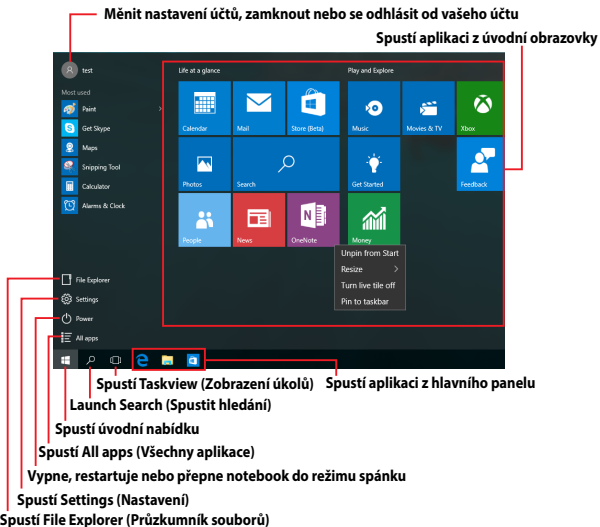 Měnit nastavení účtů, zamknout nebo se odhlásit od vašeho účtu
Spustí aplikaci z úvodní obrazovky
test
Life at a glance
Play and Explore
Most used
Paint
Get Skype
Maps
Snipping Tool
Calculator
Alarms & Clock
Calendar
Mail
Store (Beta)
Music
Movies & TV
Xbox
Photos
Search
Get Started
Feedback
People
News
OneNote
Money
Unpin from Start
Resize
Turn live tile off
Pin to taskbar
File Explorer
Settings
Power
All apps
Spustí Taskview (Zobrazení úkolů)
Spustí aplikaci z hlavního panelu
Launch Search (Spustit hledání)
Spustí úvodní nabídku
Spustí All apps (Všechny aplikace)
Vypne, restartuje nebo přepne notebook do režimu spánku
Spustí Settings (Nastavení)
Spustí File Explorer (Průzkumník souborů)